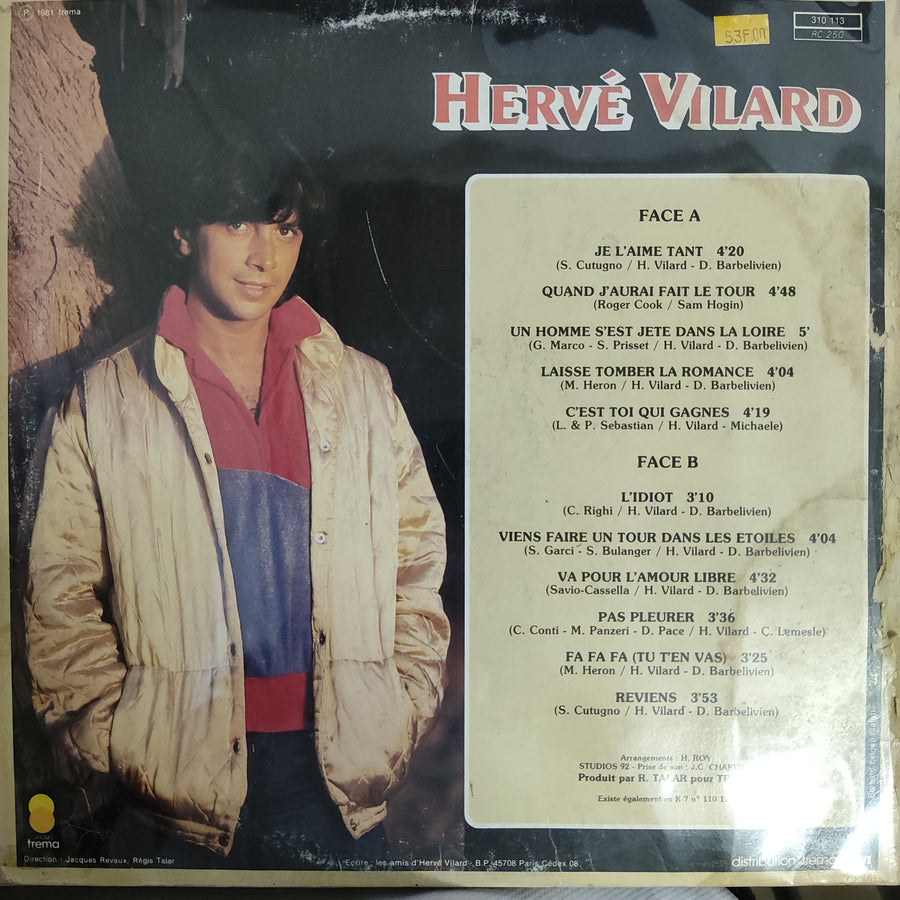 ℗ 1981 trema
53F.00
310 113
RC 250
HERVÉ VILARD
FACE A
JE L'AIME TANT 4'20
(S. Cutugno / H. Vilard - D. Barbelivien)
QUAND J'AURAI FAIT LE TOUR 4'48
(Roger Cook / Sam Hogin)
UN HOMME S'EST JETE DANS LA LOIRE 5'
(G. Marco - S. Prisset / H. Vilard - D. Barbelivien)
LAISSE TOMBER LA ROMANCE 4'04
(M. Heron / H. Vilard - D. Barbelivien)
C'EST TOI QUI GAGNES 4'19
(L. & P. Sebastian / H. Vilard - Michaele)
FACE B
L'IDIOT 3'10
(C. Righi / H. Vilard - D. Barbelivien)
VIENS FAIRE UN TOUR DANS LES ETOILES 4'04
(S. Garci - S. Bulanger / H. Vilard - D. Barbelivien)
VA POUR L'AMOUR LIBRE 4'32
(Savio-Cassella / H. Vilard - D. Barbelivien)
PAS PLEURER 3'36
(C. Conti - M. Panzeri - D. Pace / H. Vilard - C. Lemesle)
FA FA FA (TU T'EN VAS) 3'25
(M. Heron / H. Vilard - D. Barbelivien)
REVIENS 3'53
(S. Cutugno / H. Vilard - D. Barbelivien)
Arrangements : H. ROY
STUDIOS 92 - Prise de son : J.C.
Produit par R. TALAR pour
Existe également en K 7 n° 110
trema
Direction : Jacques Revaux, Régis Talar
Ecrire : les amis d'Hervé Vilard - B.P. 45708 Paris Cédex 08
distribution trema